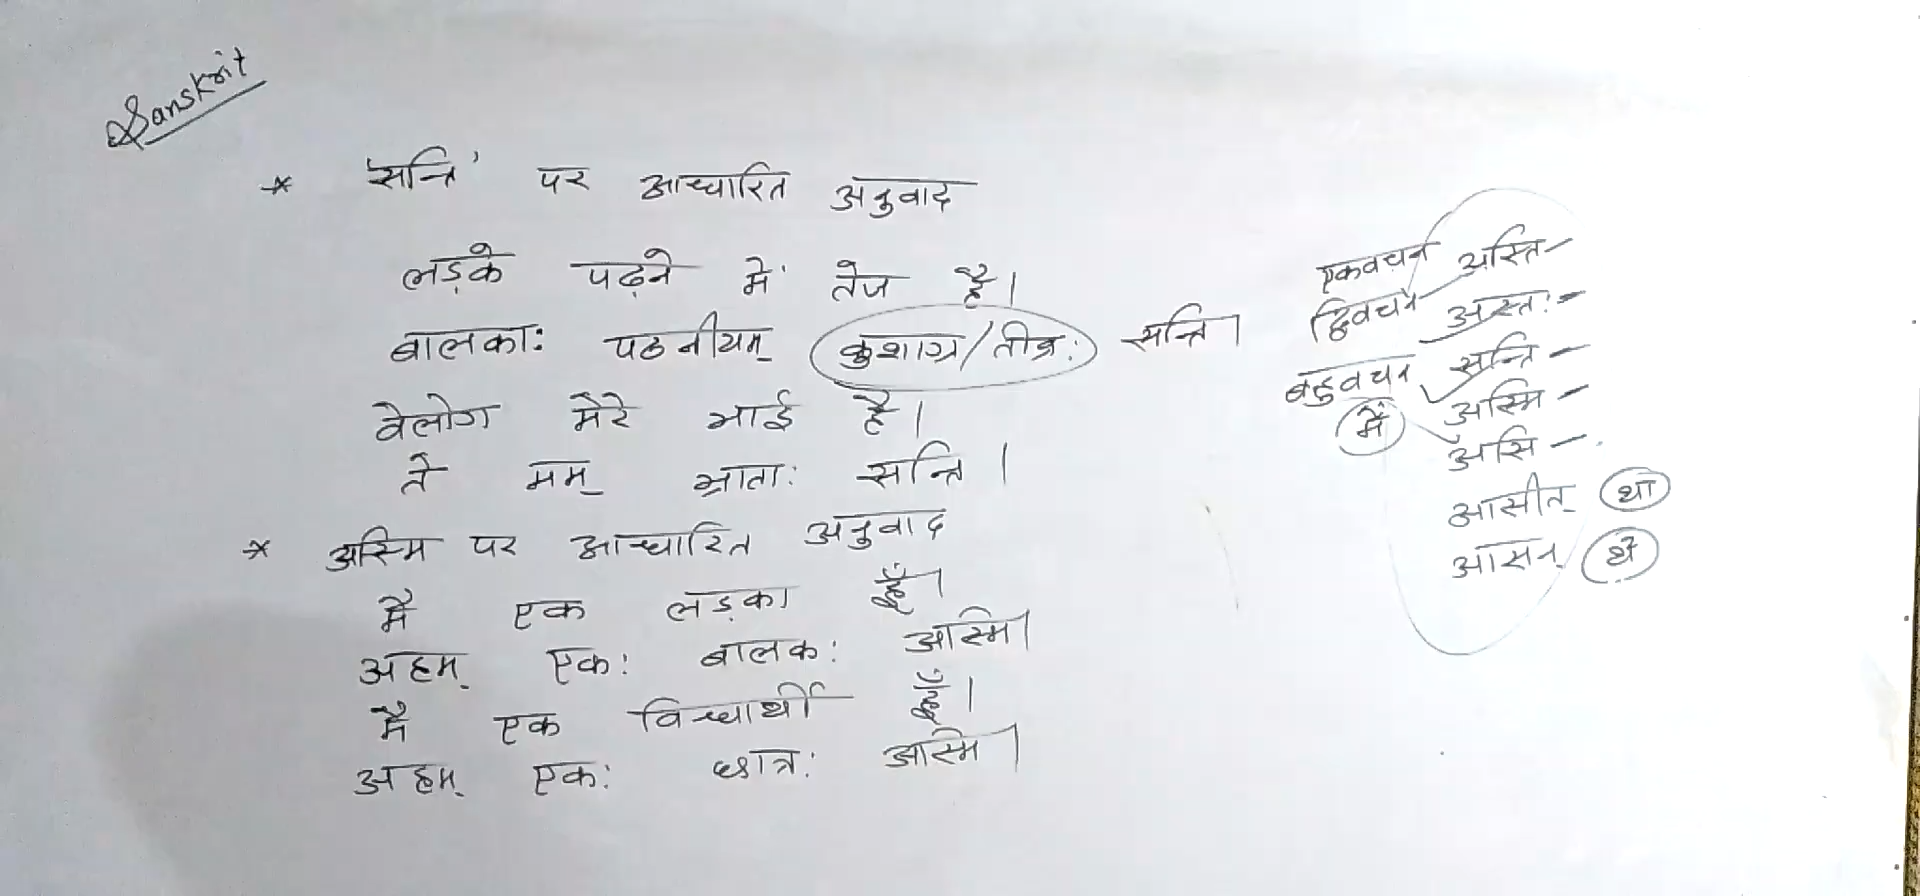 Sanskrit
* 'सन्ति' पर आधारित अनुवाद
लड़के पढ़ने में तेज है।
बालकाः पठनीयम् कुशाग्र/तीव्रः सन्ति।
वेलोग मेरे भाई है।
ते मम् भ्राताः सन्ति।
* अस्मि पर आधारित अनुवाद
मै एक लड़का हूँ।
अहम् एकः बालकः अस्मि।
मै एक विद्यार्थी हूँ।
अहम् एकः छात्रः अस्मि।
एकवचन अस्ति-
द्विवचन अस्तः-
बहुवचन सन्ति-
मैं अस्मि-
असि-
आसीत् था
आसन् थे